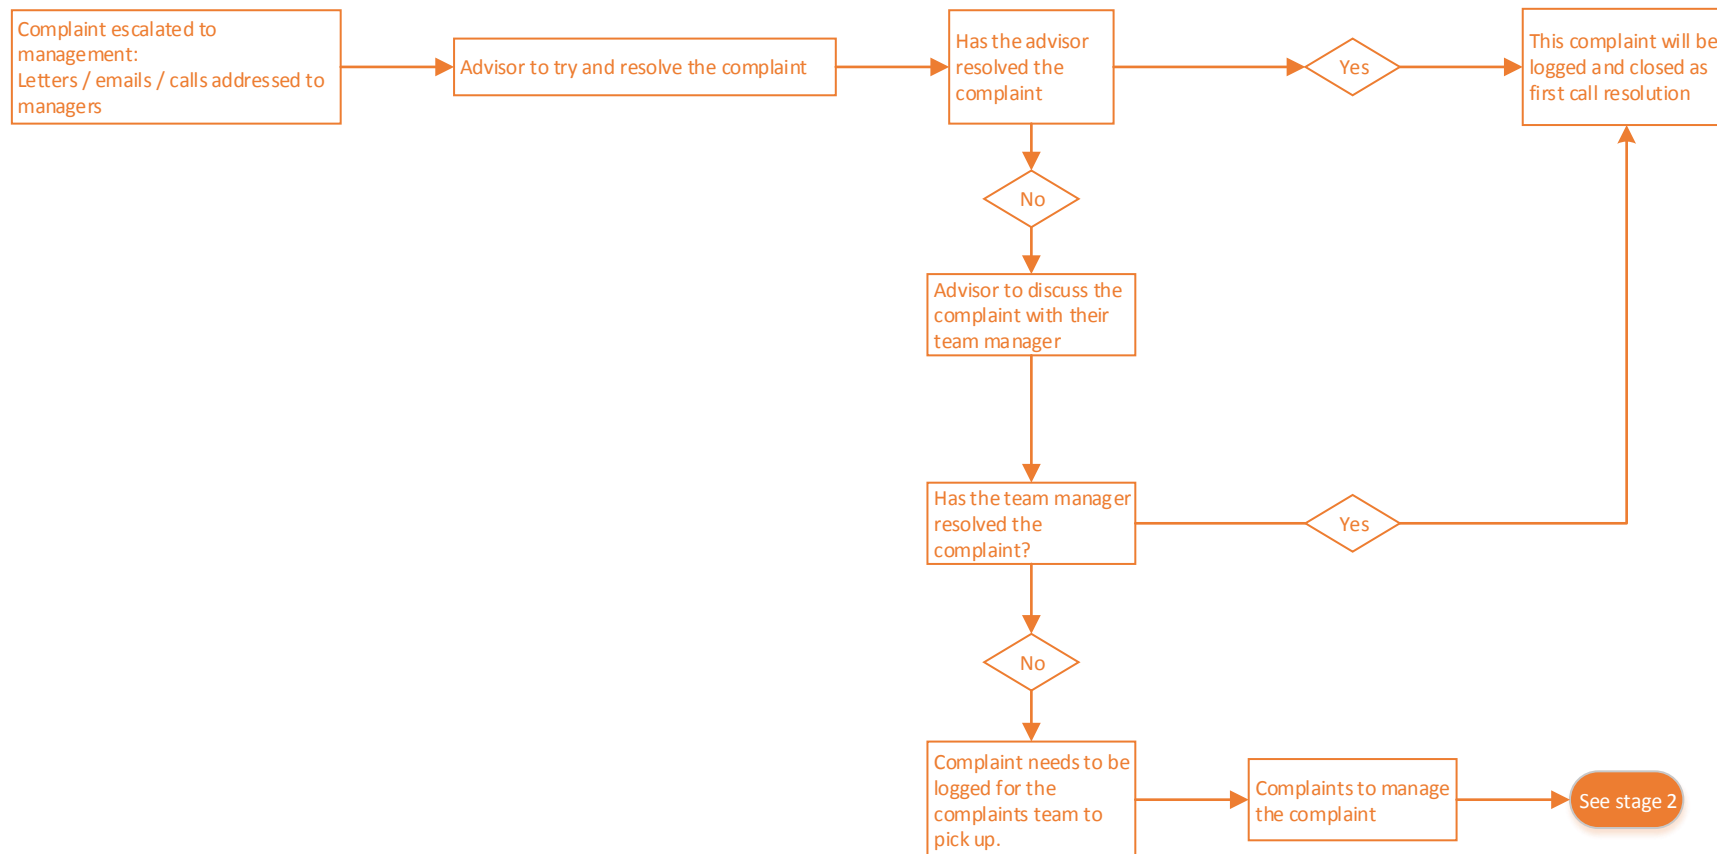 Complaint escalated to
management:
Letters / emails / calls addressed to
managers
Advisor to try and resolve the complaint
Has the advisor
resolved the
complaint
Yes
This complaint will be
logged and closed as
first call resolution
No
Advisor to discuss the
complaint with their
team manager
Has the team manager
resolved the
complaint?
Yes
No
Complaint needs to be
logged for the
complaints team to
pick up.
Complaints to manage
the complaint
See stage 2